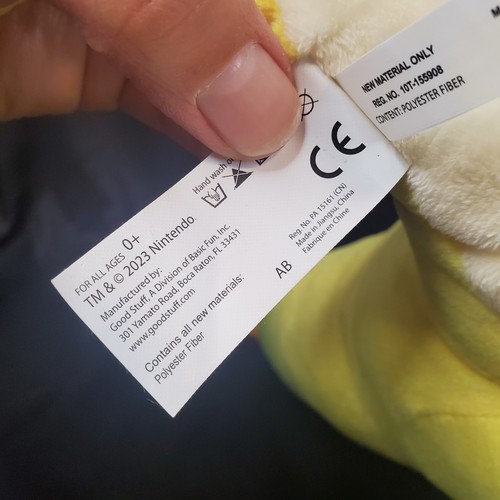 NEW MATERIAL ONLY
REG. NO. 10T-155908
CONTENT: POLYESTER FIBER
Hand wash
CE
FOR ALL AGES 0+
TM & © 2023 Nintendo.
Manufactured by:
Good Stuff, A Division of Basic Fun, Inc.
301 Yamato Road, Boca Raton, FL 33431
www.goodstuff.com
Contains all new materials:
Polyester Fiber
AB
Reg. No. PA 15161 (CN)
Made in Jiangsu, China
Fabriqué en Chine